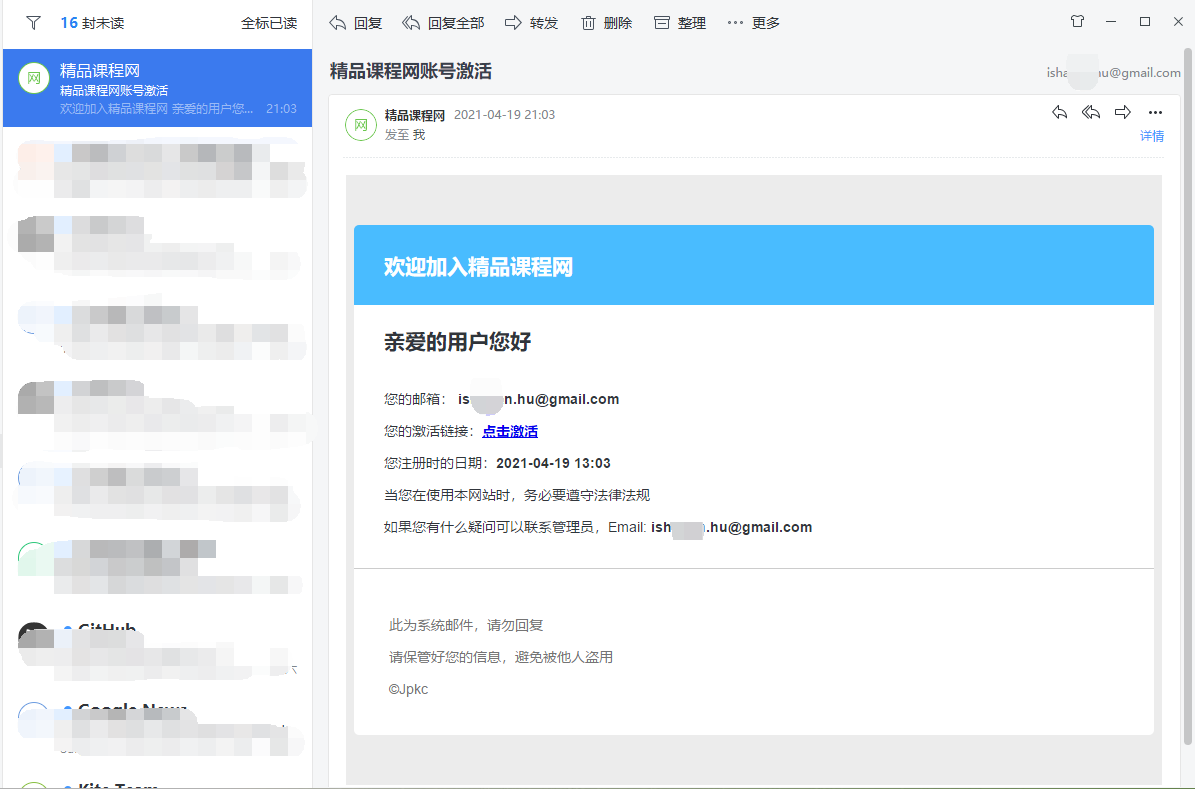 16 封未读
全标已读
网
精品课程网
精品课程网账号激活
欢迎加入精品课程网 亲爱的用户您...
21:03
GitHub
Google News
Kite Team
回复
回复全部
转发
删除
整理
更多
精品课程网账号激活
isha
u@gmail.com
网
精品课程网 2021-04-19 21:03
发至 我
详情
欢迎加入精品课程网
亲爱的用户您好
您的邮箱： is n.hu@gmail.com
您的激活链接：点击激活
您注册时的日期：2021-04-19 13:03
当您在使用本网站时，务必要遵守法律法规
如果您有什么疑问可以联系管理员，Email: ish .hu@gmail.com
此为系统邮件，请勿回复
请保管好您的信息，避免被他人盗用
©Jpkc